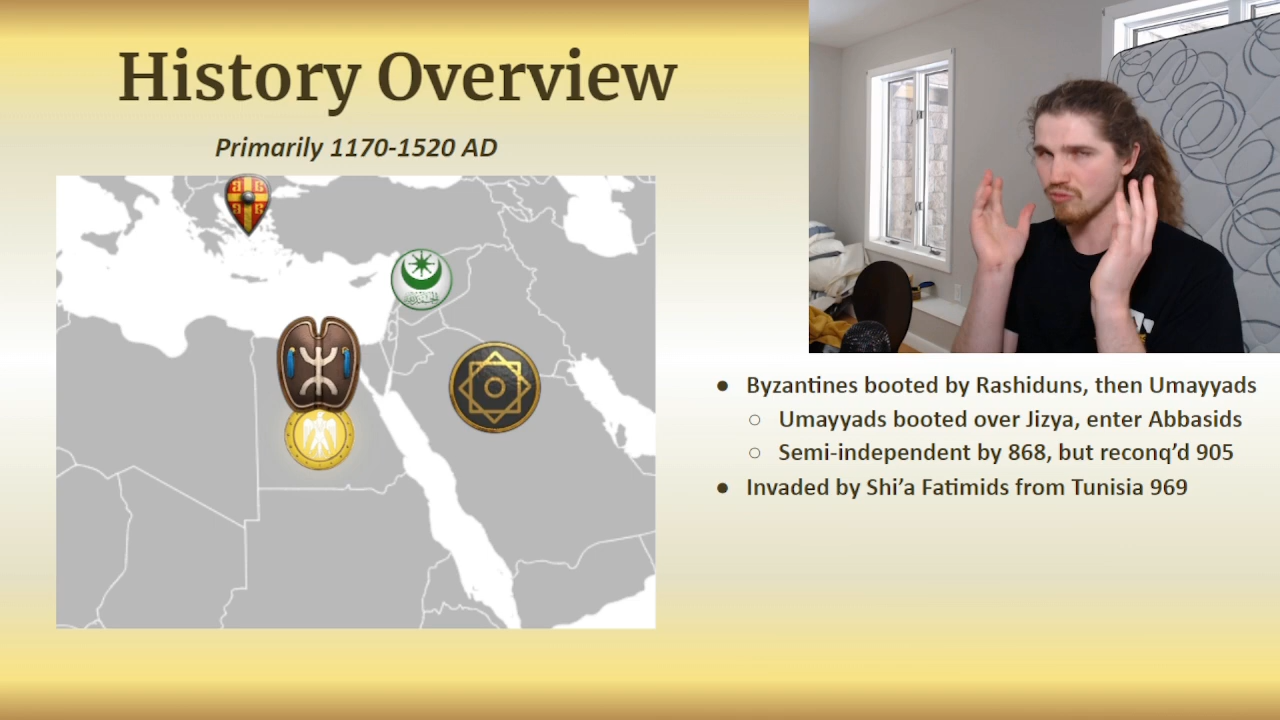 History Overview
Primarily 1170-1520 AD
● Byzantines booted by Rashiduns, then Umayyads
○ Umayyads booted over Jizya, enter Abbasids
○ Semi-independent by 868, but reconq’d 905
● Invaded by Shi’a Fatimids from Tunisia 969